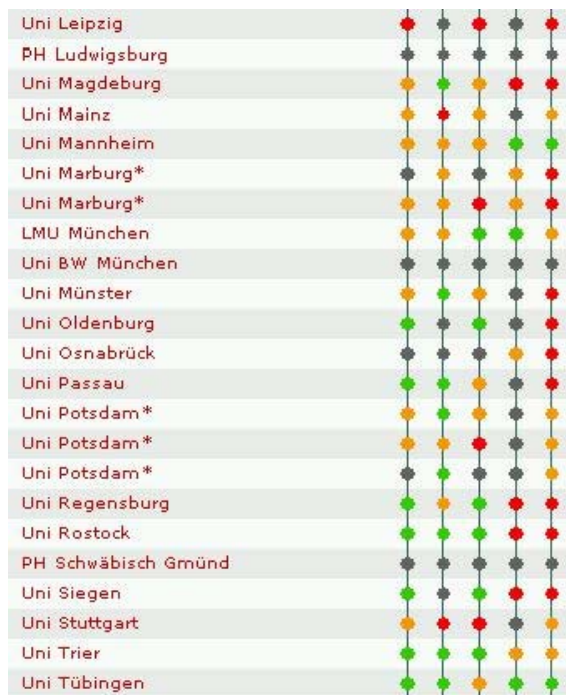 Uni Leipzig
PH Ludwigsburg
Uni Magdeburg
Uni Mainz
Uni Mannheim
Uni Marburg*
Uni Marburg*
LMU München
Uni BW München
Uni Münster
Uni Oldenburg
Uni Osnabrück
Uni Passau
Uni Potsdam*
Uni Potsdam*
Uni Potsdam*
Uni Regensburg
Uni Rostock
PH Schwäbisch Gmünd
Uni Siegen
Uni Stuttgart
Uni Trier
Uni Tübingen